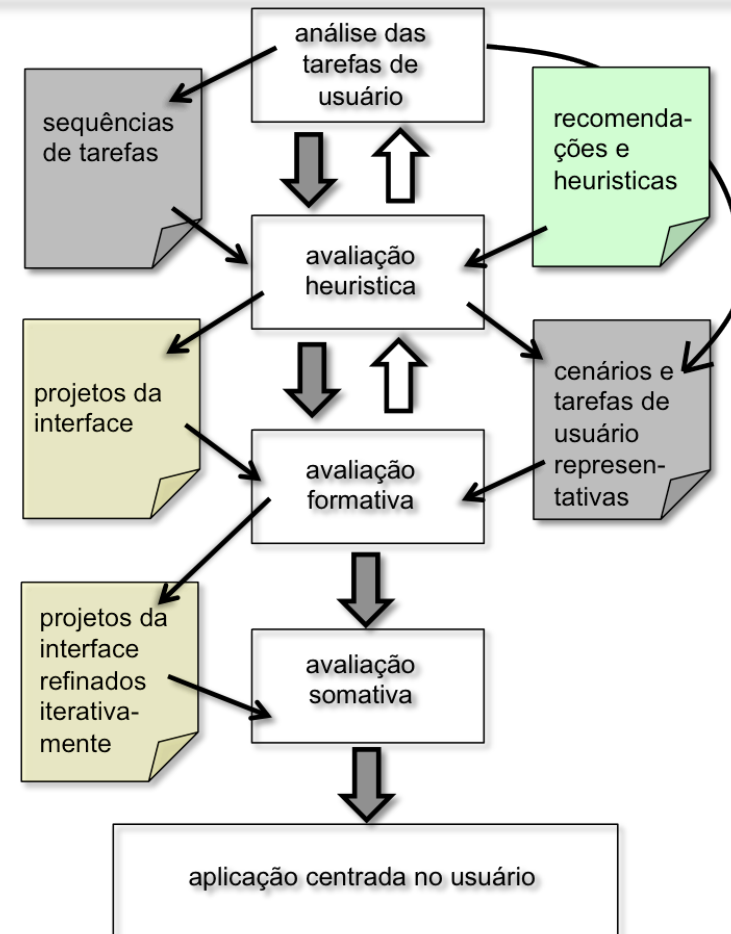 análise das
tarefas de
usuário
sequências
de tarefas
recomenda-
ções e
heuristicas
avaliação
heuristica
projetos da
interface
cenários e
tarefas de
usuário
represen-
tativas
avaliação
formativa
projetos da
interface
refinados
iterativa-
mente
avaliação
somativa
aplicação centrada no usuário